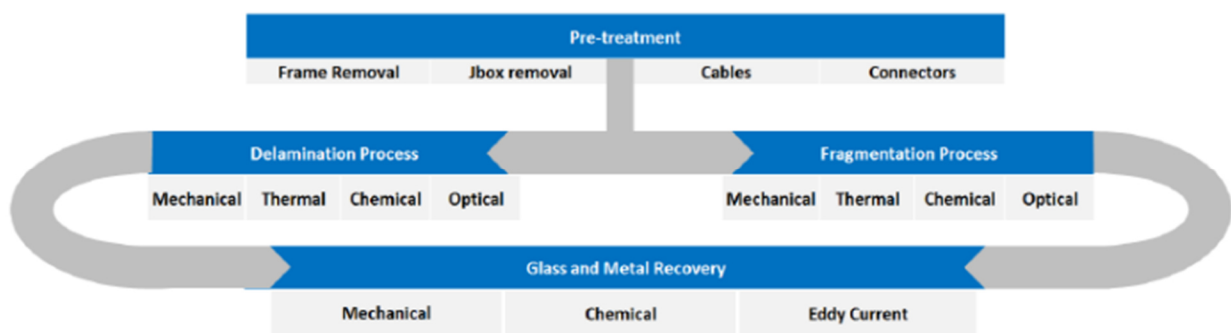 Pre-treatment
Frame Removal Jbox removal Cables Connectors
Delamination Process Fragmentation Process
Mechanical Thermal Chemical Optical Mechanical Thermal Chemical Optical
Glass and Metal Recovery
Mechanical Chemical Eddy Current